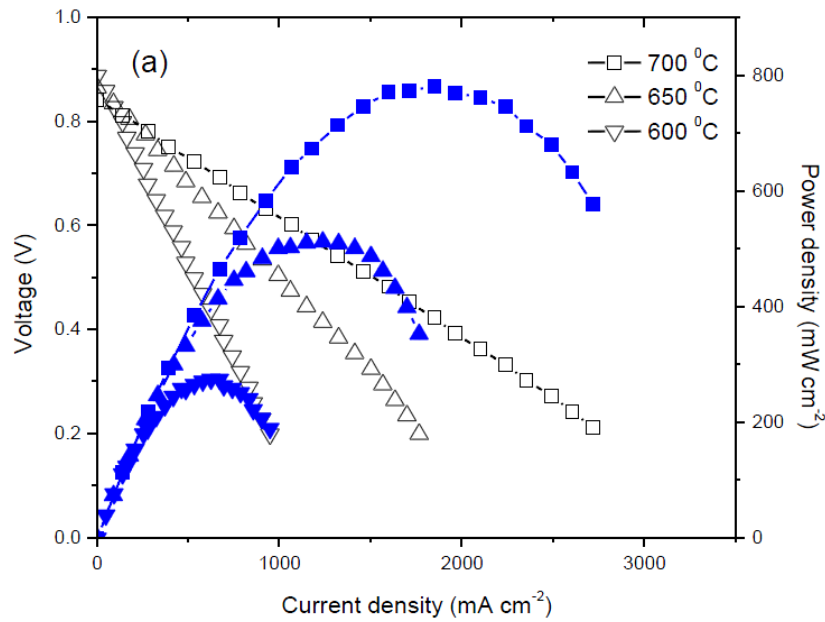 (a)
700 ⁰C
650 ⁰C
600 ⁰C
1.0
0.8
0.6
0.4
0.2
0.0
Voltage (V)
800
600
400
200
0
Power density (mW cm⁻²)
0
1000
2000
3000
Current density (mA cm⁻²)